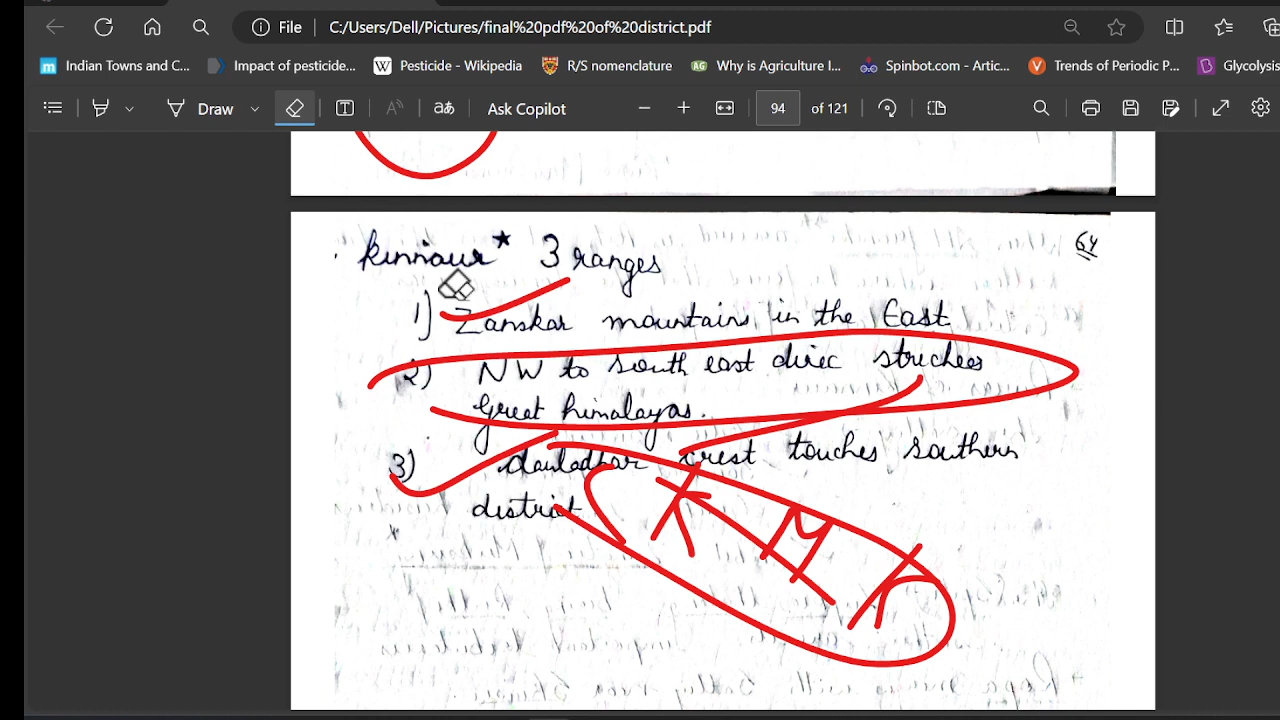 File C:/Users/Dell/Pictures/final%20pdf%20of%20district.pdf
Indian Towns and C... Impact of pesticide... Pesticide - Wikipedia R/S nomenclature Why is Agriculture I... Spinbot.com - Artic... Trends of Periodic P... Glycolysis
Draw Ask Copilot 94 of 121
64
Kinnaur* 3 ranges
1) Zanskar mountains in the East
2) NW to South east direc struches
Great himalayas.
3) dauladhar crest touches southern
district